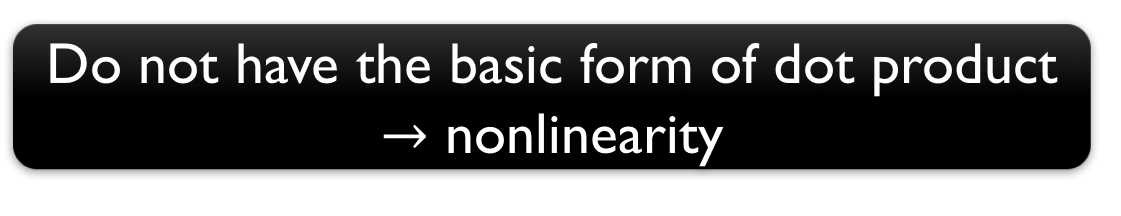 Do not have the basic form of dot product
→ nonlinearity